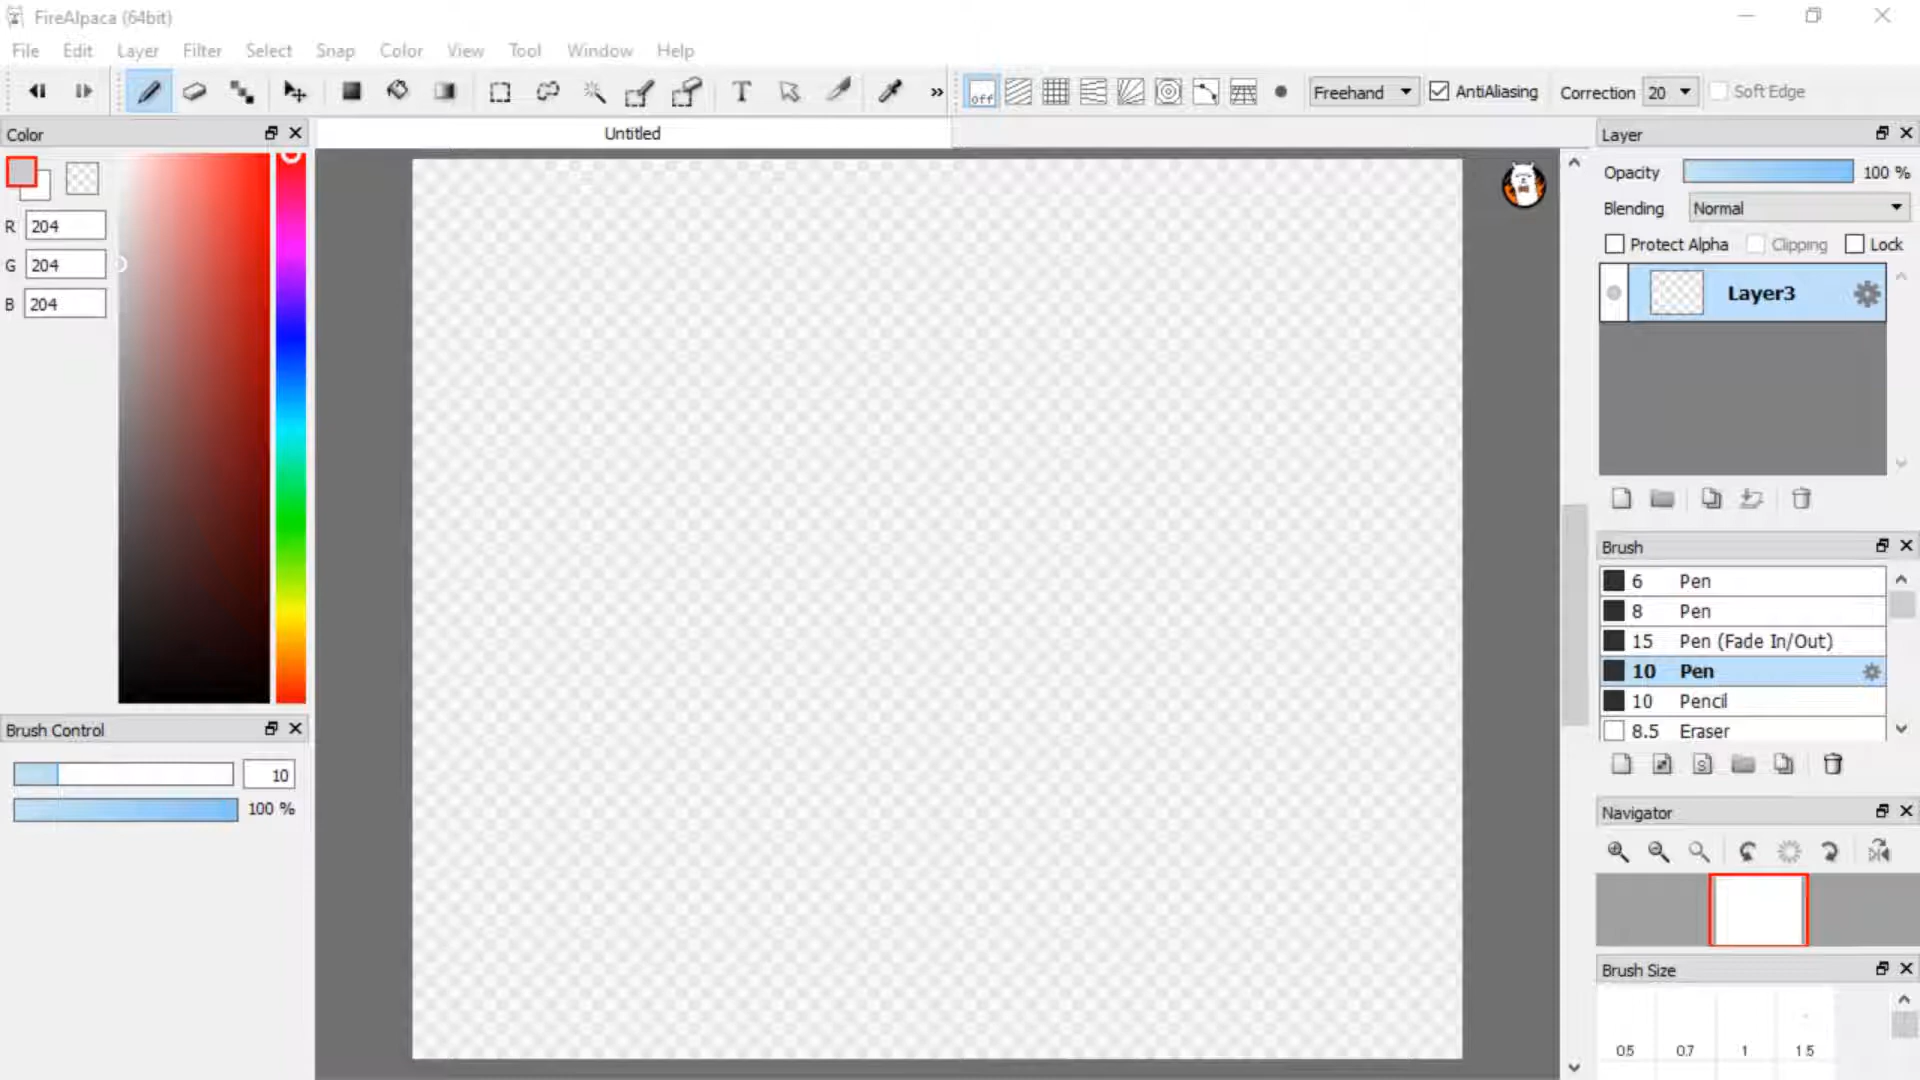 FireAlpaca (64bit)
File Edit Layer Filter Select Snap Color View Tool Window Help
off Freehand AntiAliasing Correction 20 Soft Edge
Color
Untitled
Layer
R 204
G 204
B 204
Opacity 100 %
Blending Normal
Protect Alpha Clipping Lock
Layer3
Brush
6 Pen
8 Pen
15 Pen (Fade In/Out)
10 Pen
10 Pencil
8.5 Eraser
Brush Control
10
100 %
Navigator
Brush Size
0.5 0.7 1 1.5